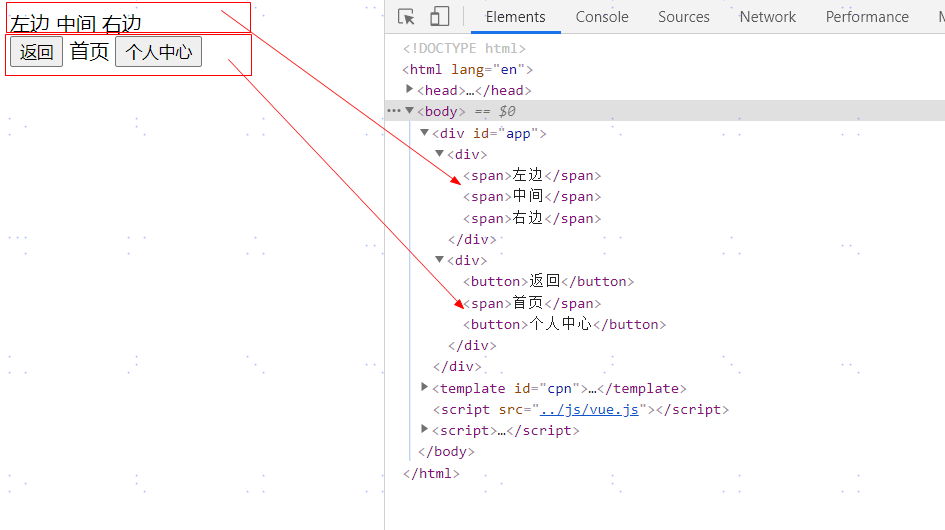 左边 中间 右边
返回 首页 个人中心
Elements Console Sources Network Performance M
<!DOCTYPE html>
<html lang="en">
<head>…</head>
<body> == $0
<div id="app">
<div>
<span>左边</span>
<span>中间</span>
<span>右边</span>
</div>
<div>
<button>返回</button>
<span>首页</span>
<button>个人中心</button>
</div>
</div>
<template id="cpn">…</template>
<script src="../js/vue.js"></script>
<script>…</script>
</body>
</html>